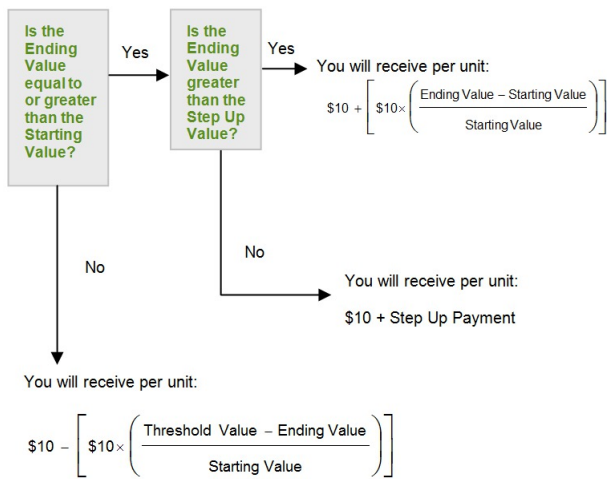 Is the
Ending
Value
equal to
or greater
than the
Starting
Value?
Yes
Is the
Ending
Value
greater
than the
Step Up
Value?
Yes
You will receive per unit:
$10 + [ $10× ( Ending Value – Starting Value
Starting Value ) ]
No
No
You will receive per unit:
$10 + Step Up Payment
You will receive per unit:
$10 – [ $10× ( Threshold Value – Ending Value
Starting Value ) ]